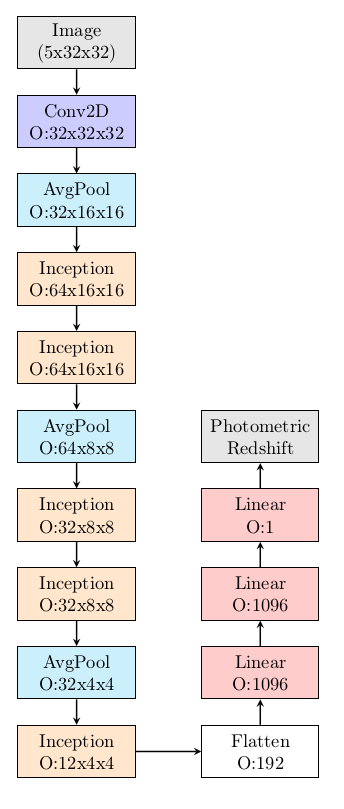 Image
(5x32x32)
Conv2D
O:32x32x32
AvgPool
O:32x16x16
Inception
O:64x16x16
Inception
O:64x16x16
AvgPool
O:64x8x8
Inception
O:32x8x8
Inception
O:32x8x8
AvgPool
O:32x4x4
Inception
O:12x4x4
Flatten
O:192
Linear
O:1096
Linear
O:1096
Linear
O:1
Photometric
Redshift